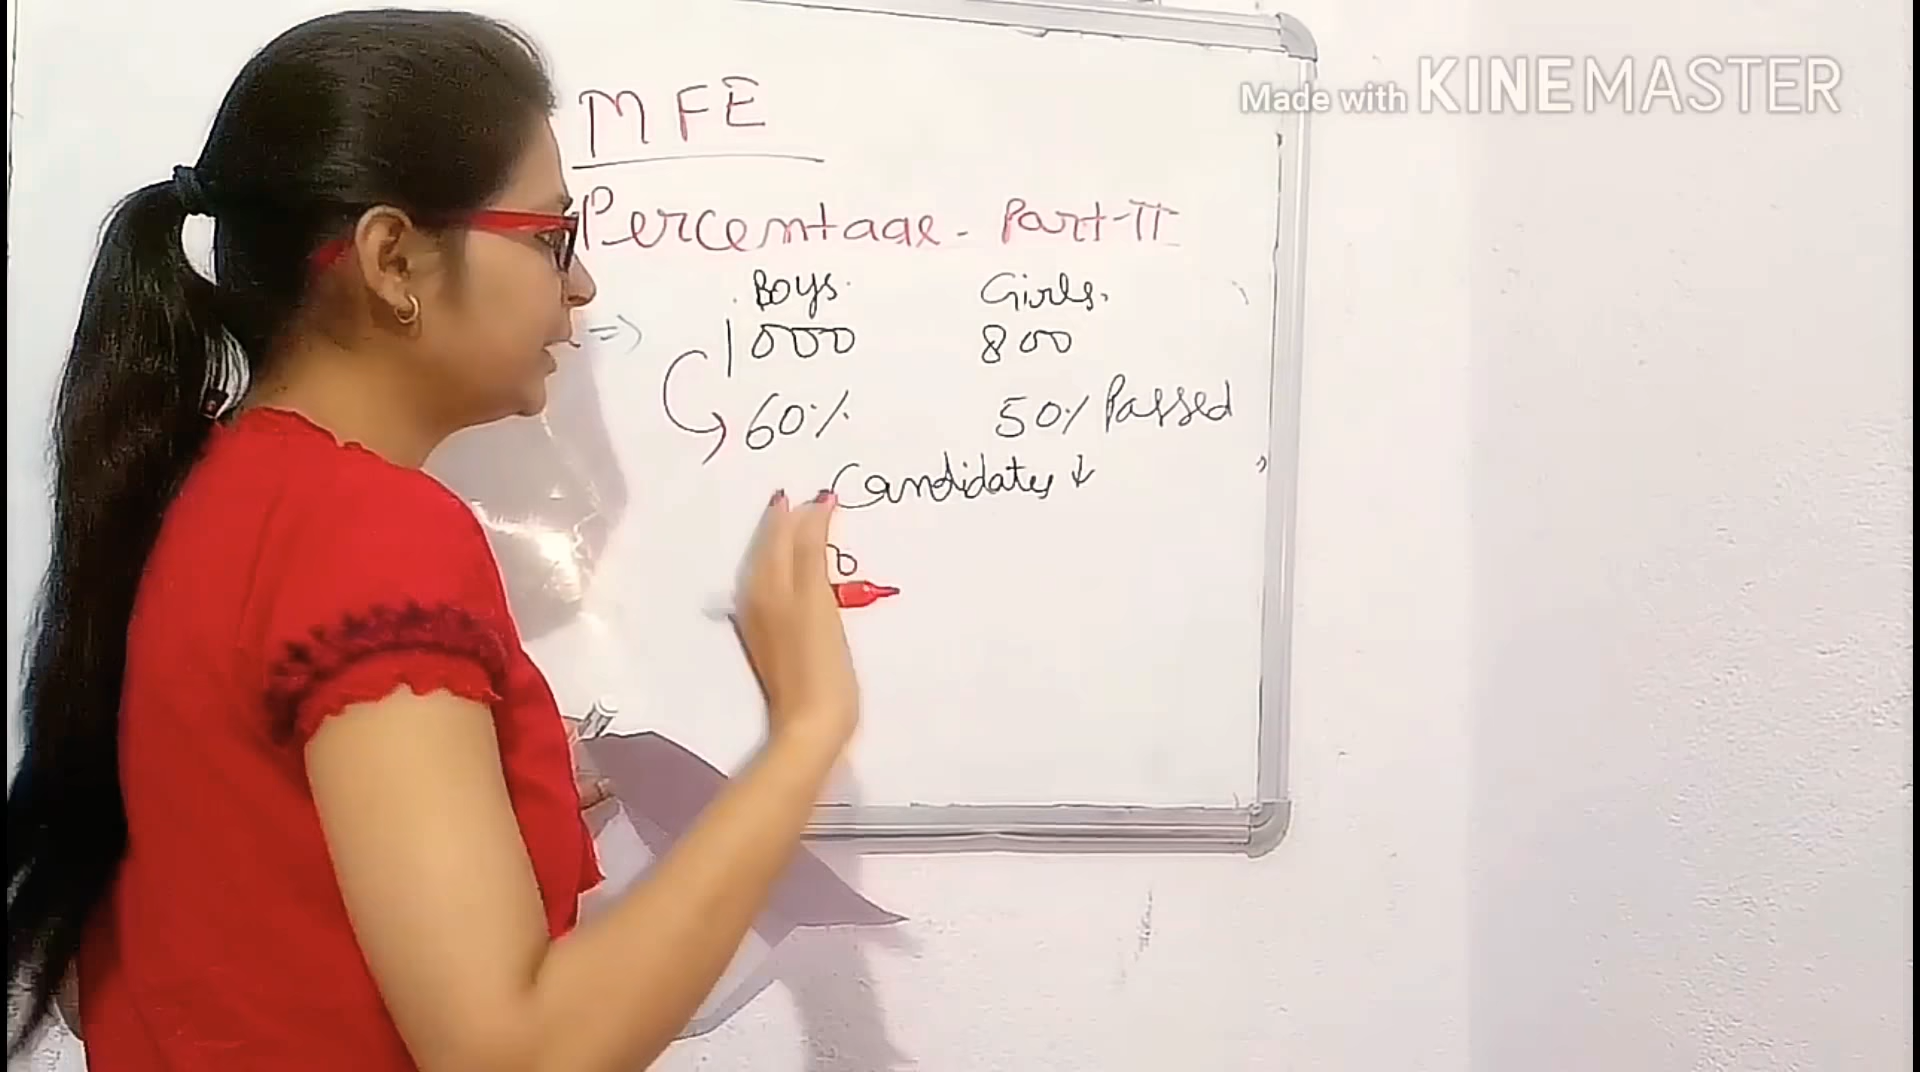 Made with KINEMASTER
MFE
Percentage - Part-II
Boys. Girls.
1000 800
60% 50% Passed
Candidates ↓